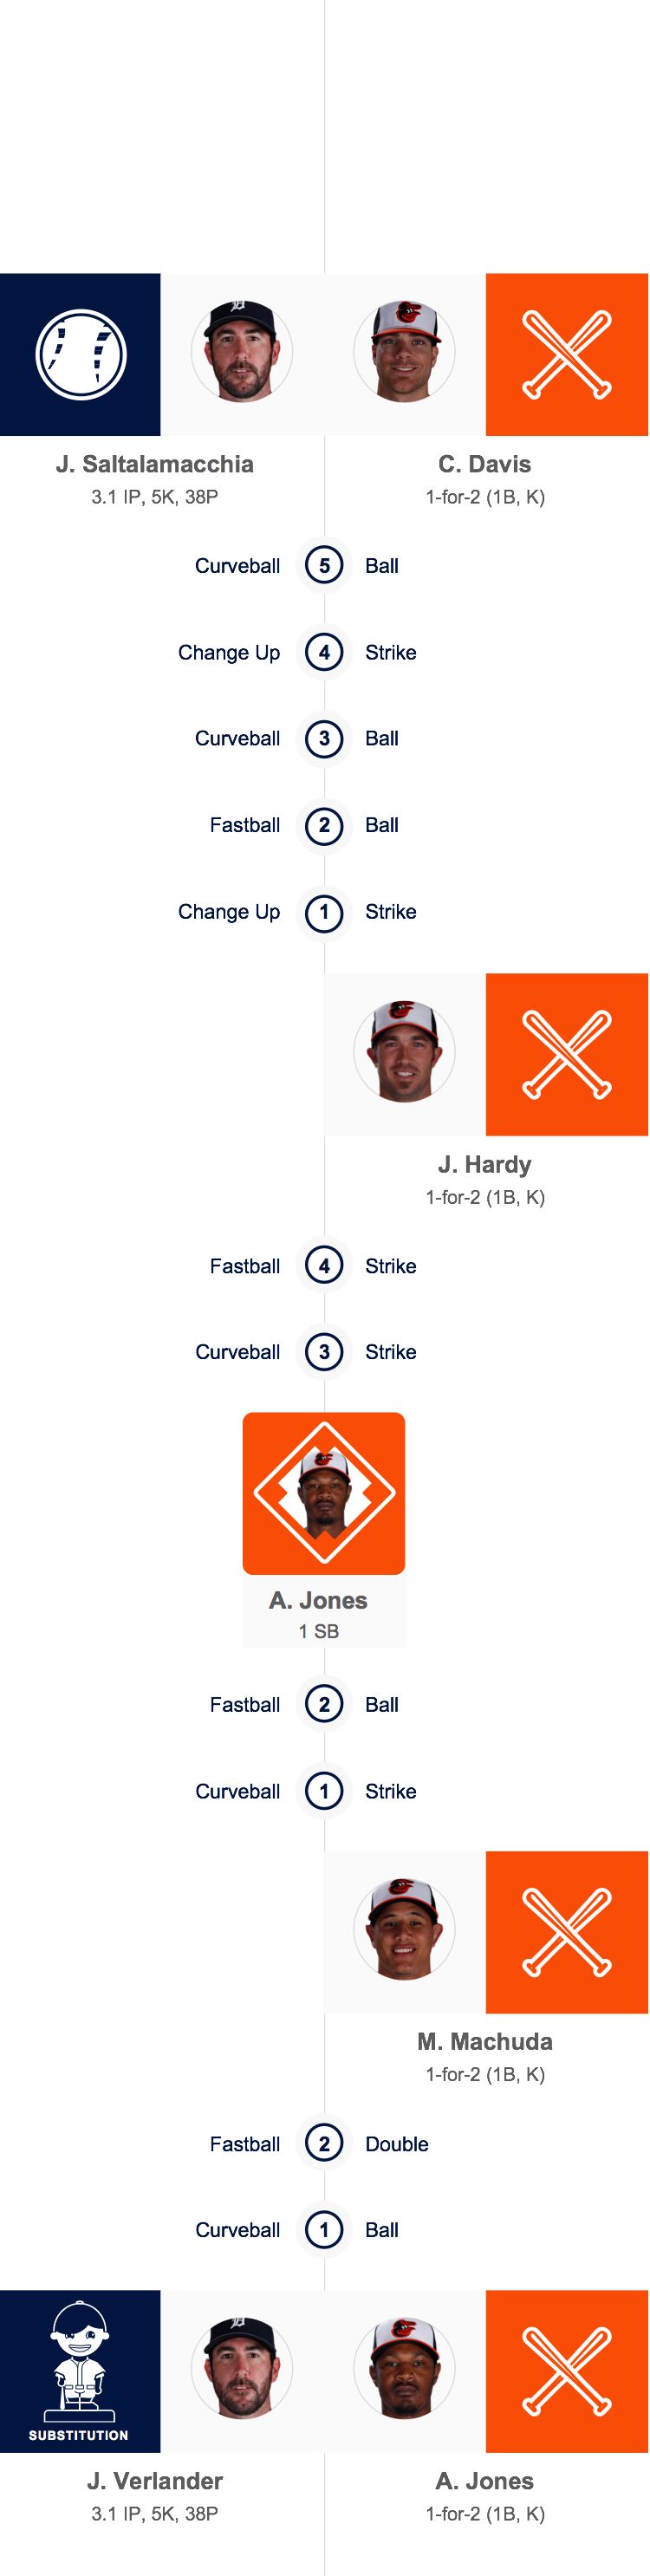 J. Saltalamacchia
3.1 IP, 5K, 38P
C. Davis
1-for-2 (1B, K)
Curveball 5 Ball
Change Up 4 Strike
Curveball 3 Ball
Fastball 2 Ball
Change Up 1 Strike
J. Hardy
1-for-2 (1B, K)
Fastball 4 Strike
Curveball 3 Strike
A. Jones
1 SB
Fastball 2 Ball
Curveball 1 Strike
M. Machuda
1-for-2 (1B, K)
Fastball 2 Double
Curveball 1 Ball
SUBSTITUTION
J. Verlander
3.1 IP, 5K, 38P
A. Jones
1-for-2 (1B, K)